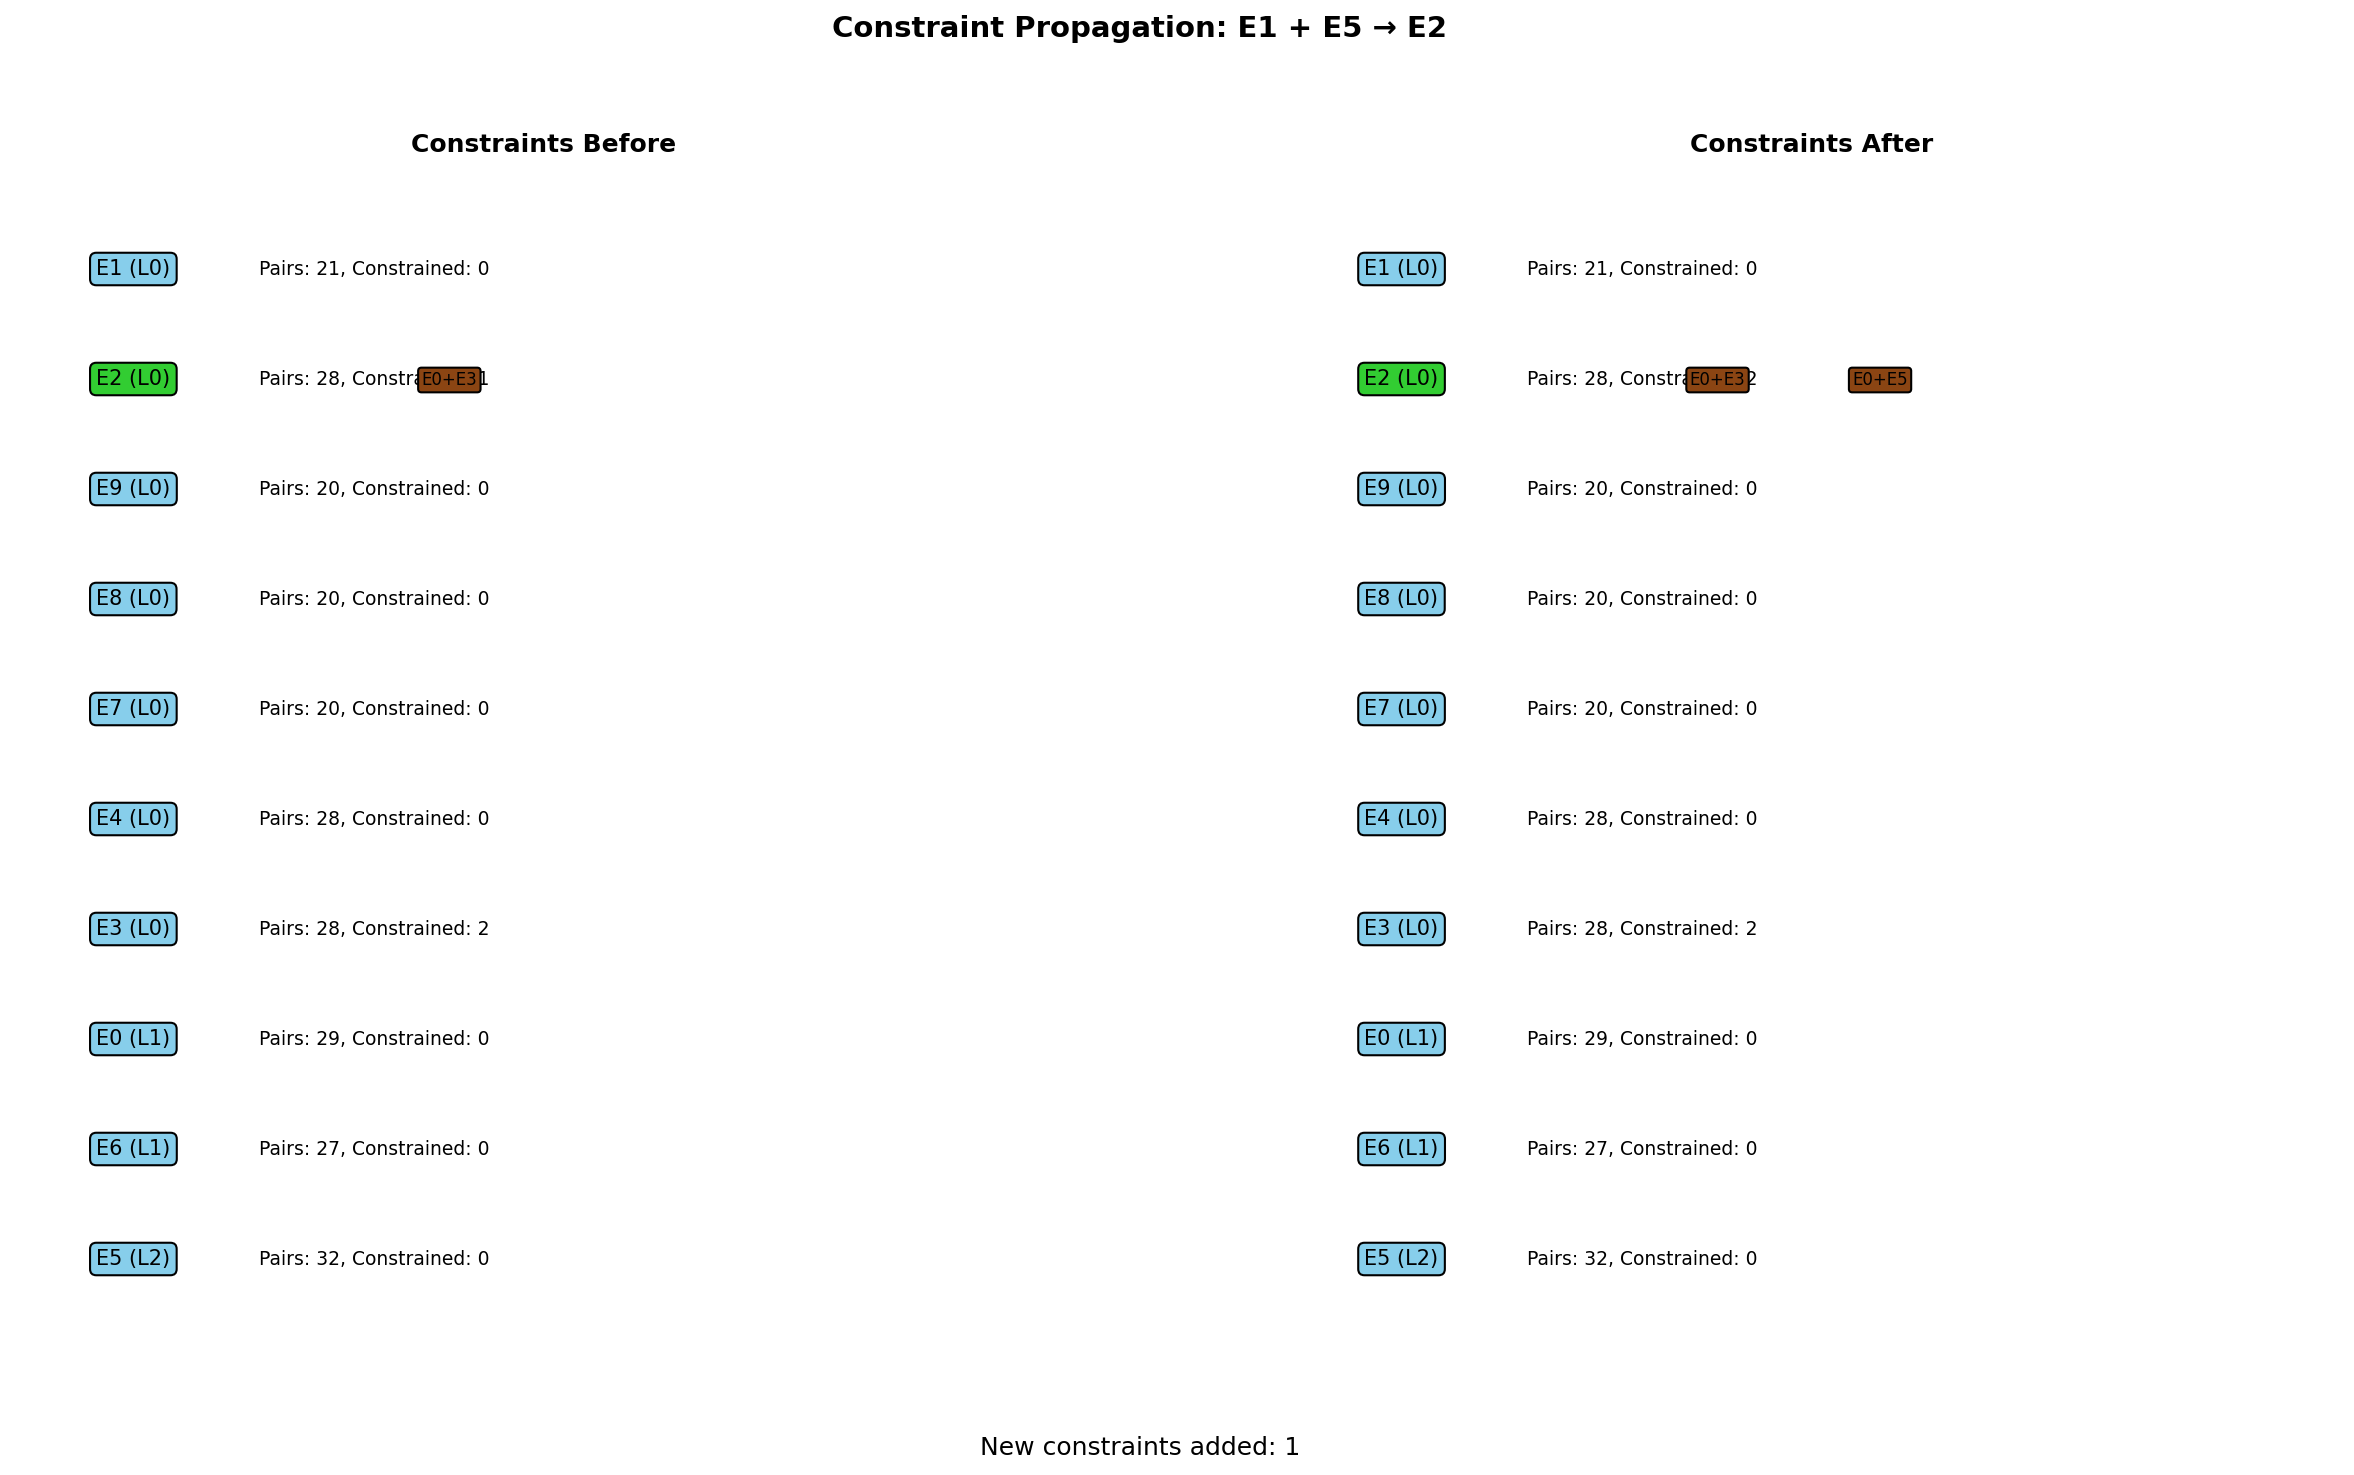 Constraint Propagation: E1 + E5 → E2
Constraints Before
E1 (L0) Pairs: 21, Constrained: 0
E2 (L0) Pairs: 28, Constra E0+E3 1
E9 (L0) Pairs: 20, Constrained: 0
E8 (L0) Pairs: 20, Constrained: 0
E7 (L0) Pairs: 20, Constrained: 0
E4 (L0) Pairs: 28, Constrained: 0
E3 (L0) Pairs: 28, Constrained: 2
E0 (L1) Pairs: 29, Constrained: 0
E6 (L1) Pairs: 27, Constrained: 0
E5 (L2) Pairs: 32, Constrained: 0
Constraints After
E1 (L0) Pairs: 21, Constrained: 0
E2 (L0) Pairs: 28, Constra E0+E3 2 E0+E5
E9 (L0) Pairs: 20, Constrained: 0
E8 (L0) Pairs: 20, Constrained: 0
E7 (L0) Pairs: 20, Constrained: 0
E4 (L0) Pairs: 28, Constrained: 0
E3 (L0) Pairs: 28, Constrained: 2
E0 (L1) Pairs: 29, Constrained: 0
E6 (L1) Pairs: 27, Constrained: 0
E5 (L2) Pairs: 32, Constrained: 0
New constraints added: 1